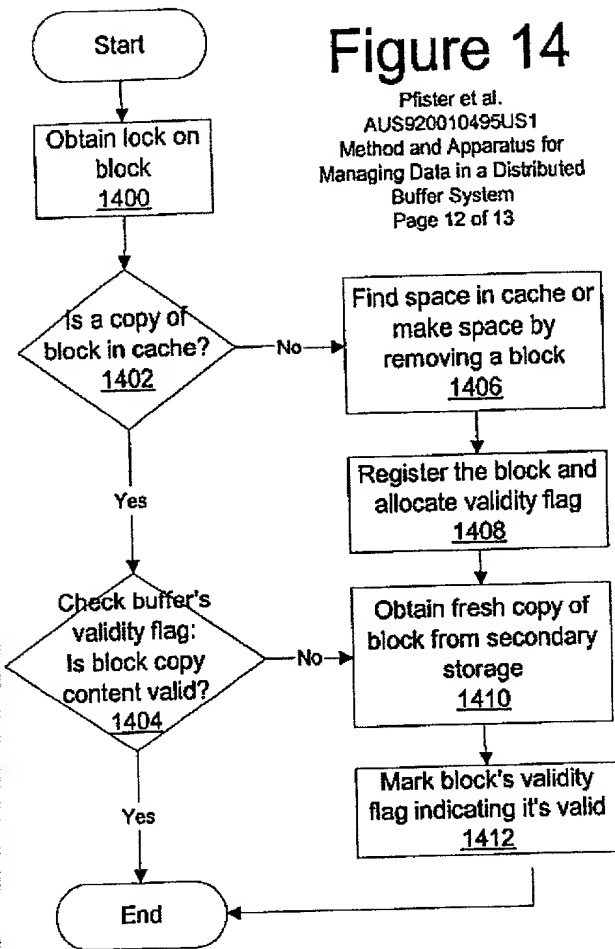 Start
Figure 14
Pfister et al.
AUS920010495US1
Method and Apparatus for
Managing Data in a Distributed
Buffer System
Page 12 of 13
Obtain lock on
block
1400
Is a copy of
block in cache?
1402
No
Find space in cache or
make space by
removing a block
1406
Register the block and
allocate validity flag
1408
Yes
Check buffer's
validity flag:
Is block copy
content valid?
1404
No
Obtain fresh copy of
block from secondary
storage
1410
Mark block's validity
flag indicating it's valid
1412
Yes
End